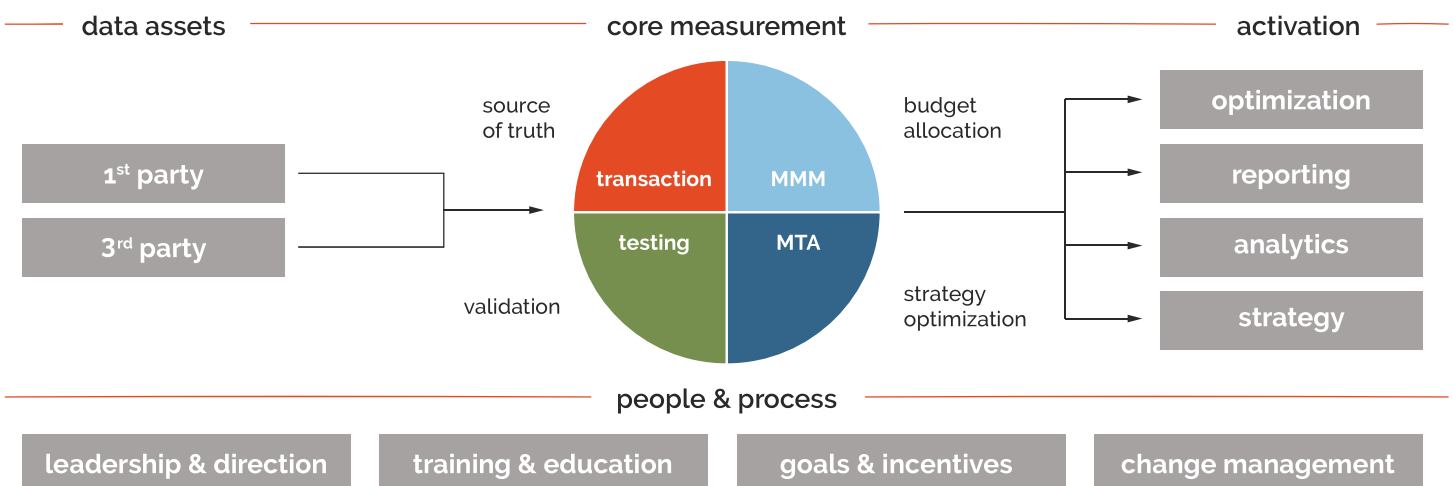 data assets
core measurement
activation
source
of truth
budget
allocation
optimization
1st party
transaction
MMM
reporting
3rd party
testing
MTA
analytics
validation
strategy
optimization
strategy
people & process
leadership & direction
training & education
goals & incentives
change management